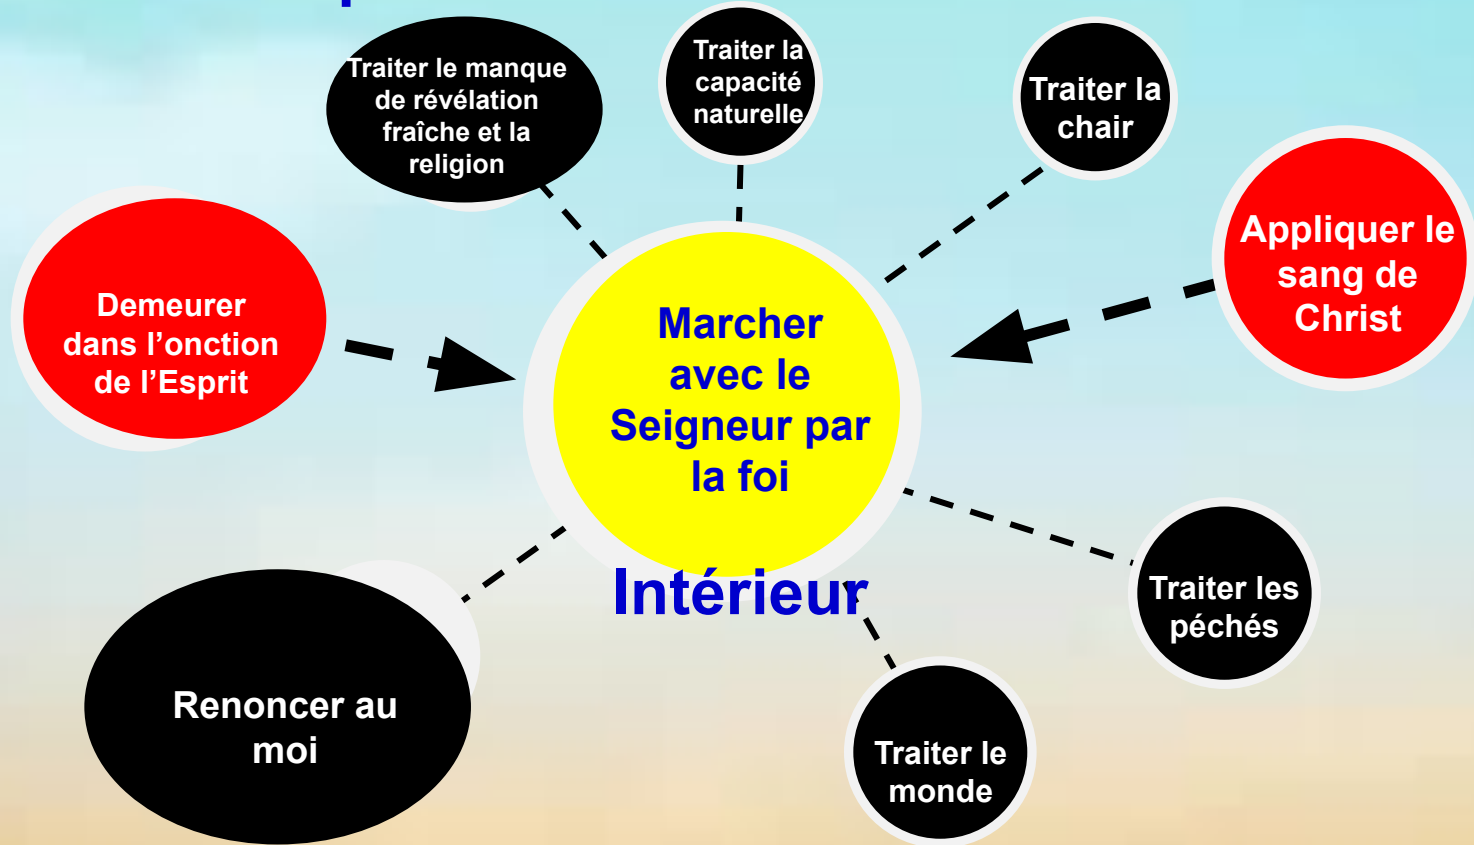 Traiter le manque
de révélation
fraîche et la
religion
Traiter la
capacité
naturelle
Traiter la
chair
Appliquer le
sang de
Christ
Demeurer
dans l’onction
de l’Esprit
Marcher
avec le
Seigneur par
la foi
Intérieur
Traiter les
péchés
Renoncer au
moi
Traiter le
monde